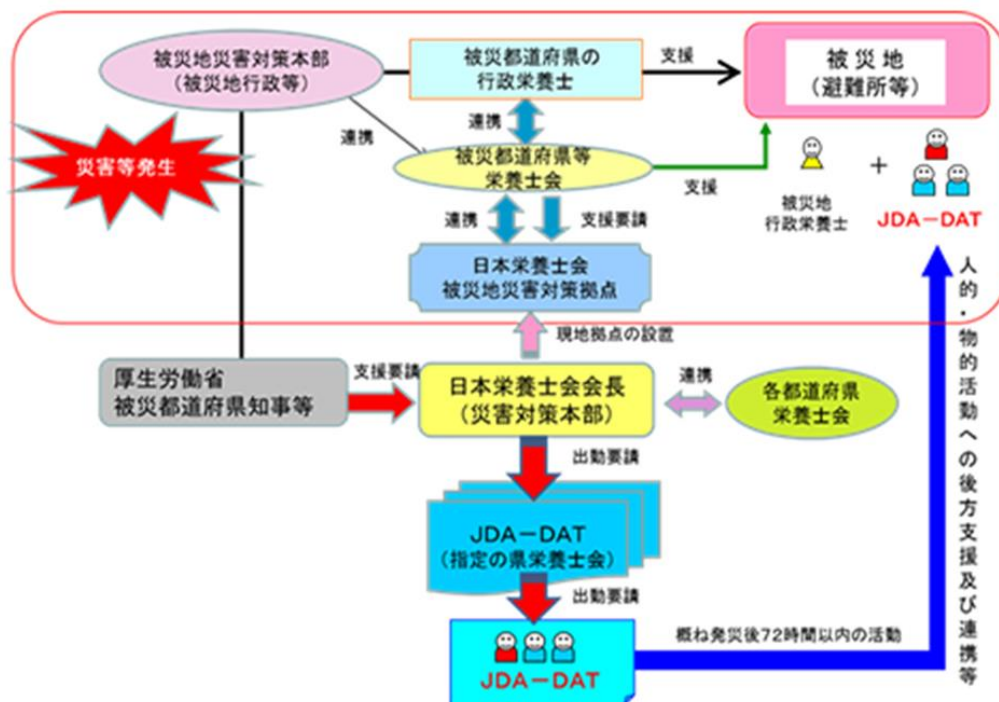 被災地災害対策本部
（被災地行政等）
被災都道府県の
行政栄養士
支援
被 災 地
（避難所等）
災害等発生
連携
連携
被災都道府県等
栄養士会
支援
被災地
行政栄養士
+
JDA－DAT
連携
支援要請
日本栄養士会
被災地災害対策拠点
現地拠点の設置
厚生労働省
被災都道府県知事等
支援要請
日本栄養士会会長
（災害対策本部）
連携
各都道府県
栄養士会
出動要請
JDA－DAT
（指定の県栄養士会）
出動要請
JDA－DAT
概ね発災後72時間以内の活動
人的・物的活動への後方支援及び連携等